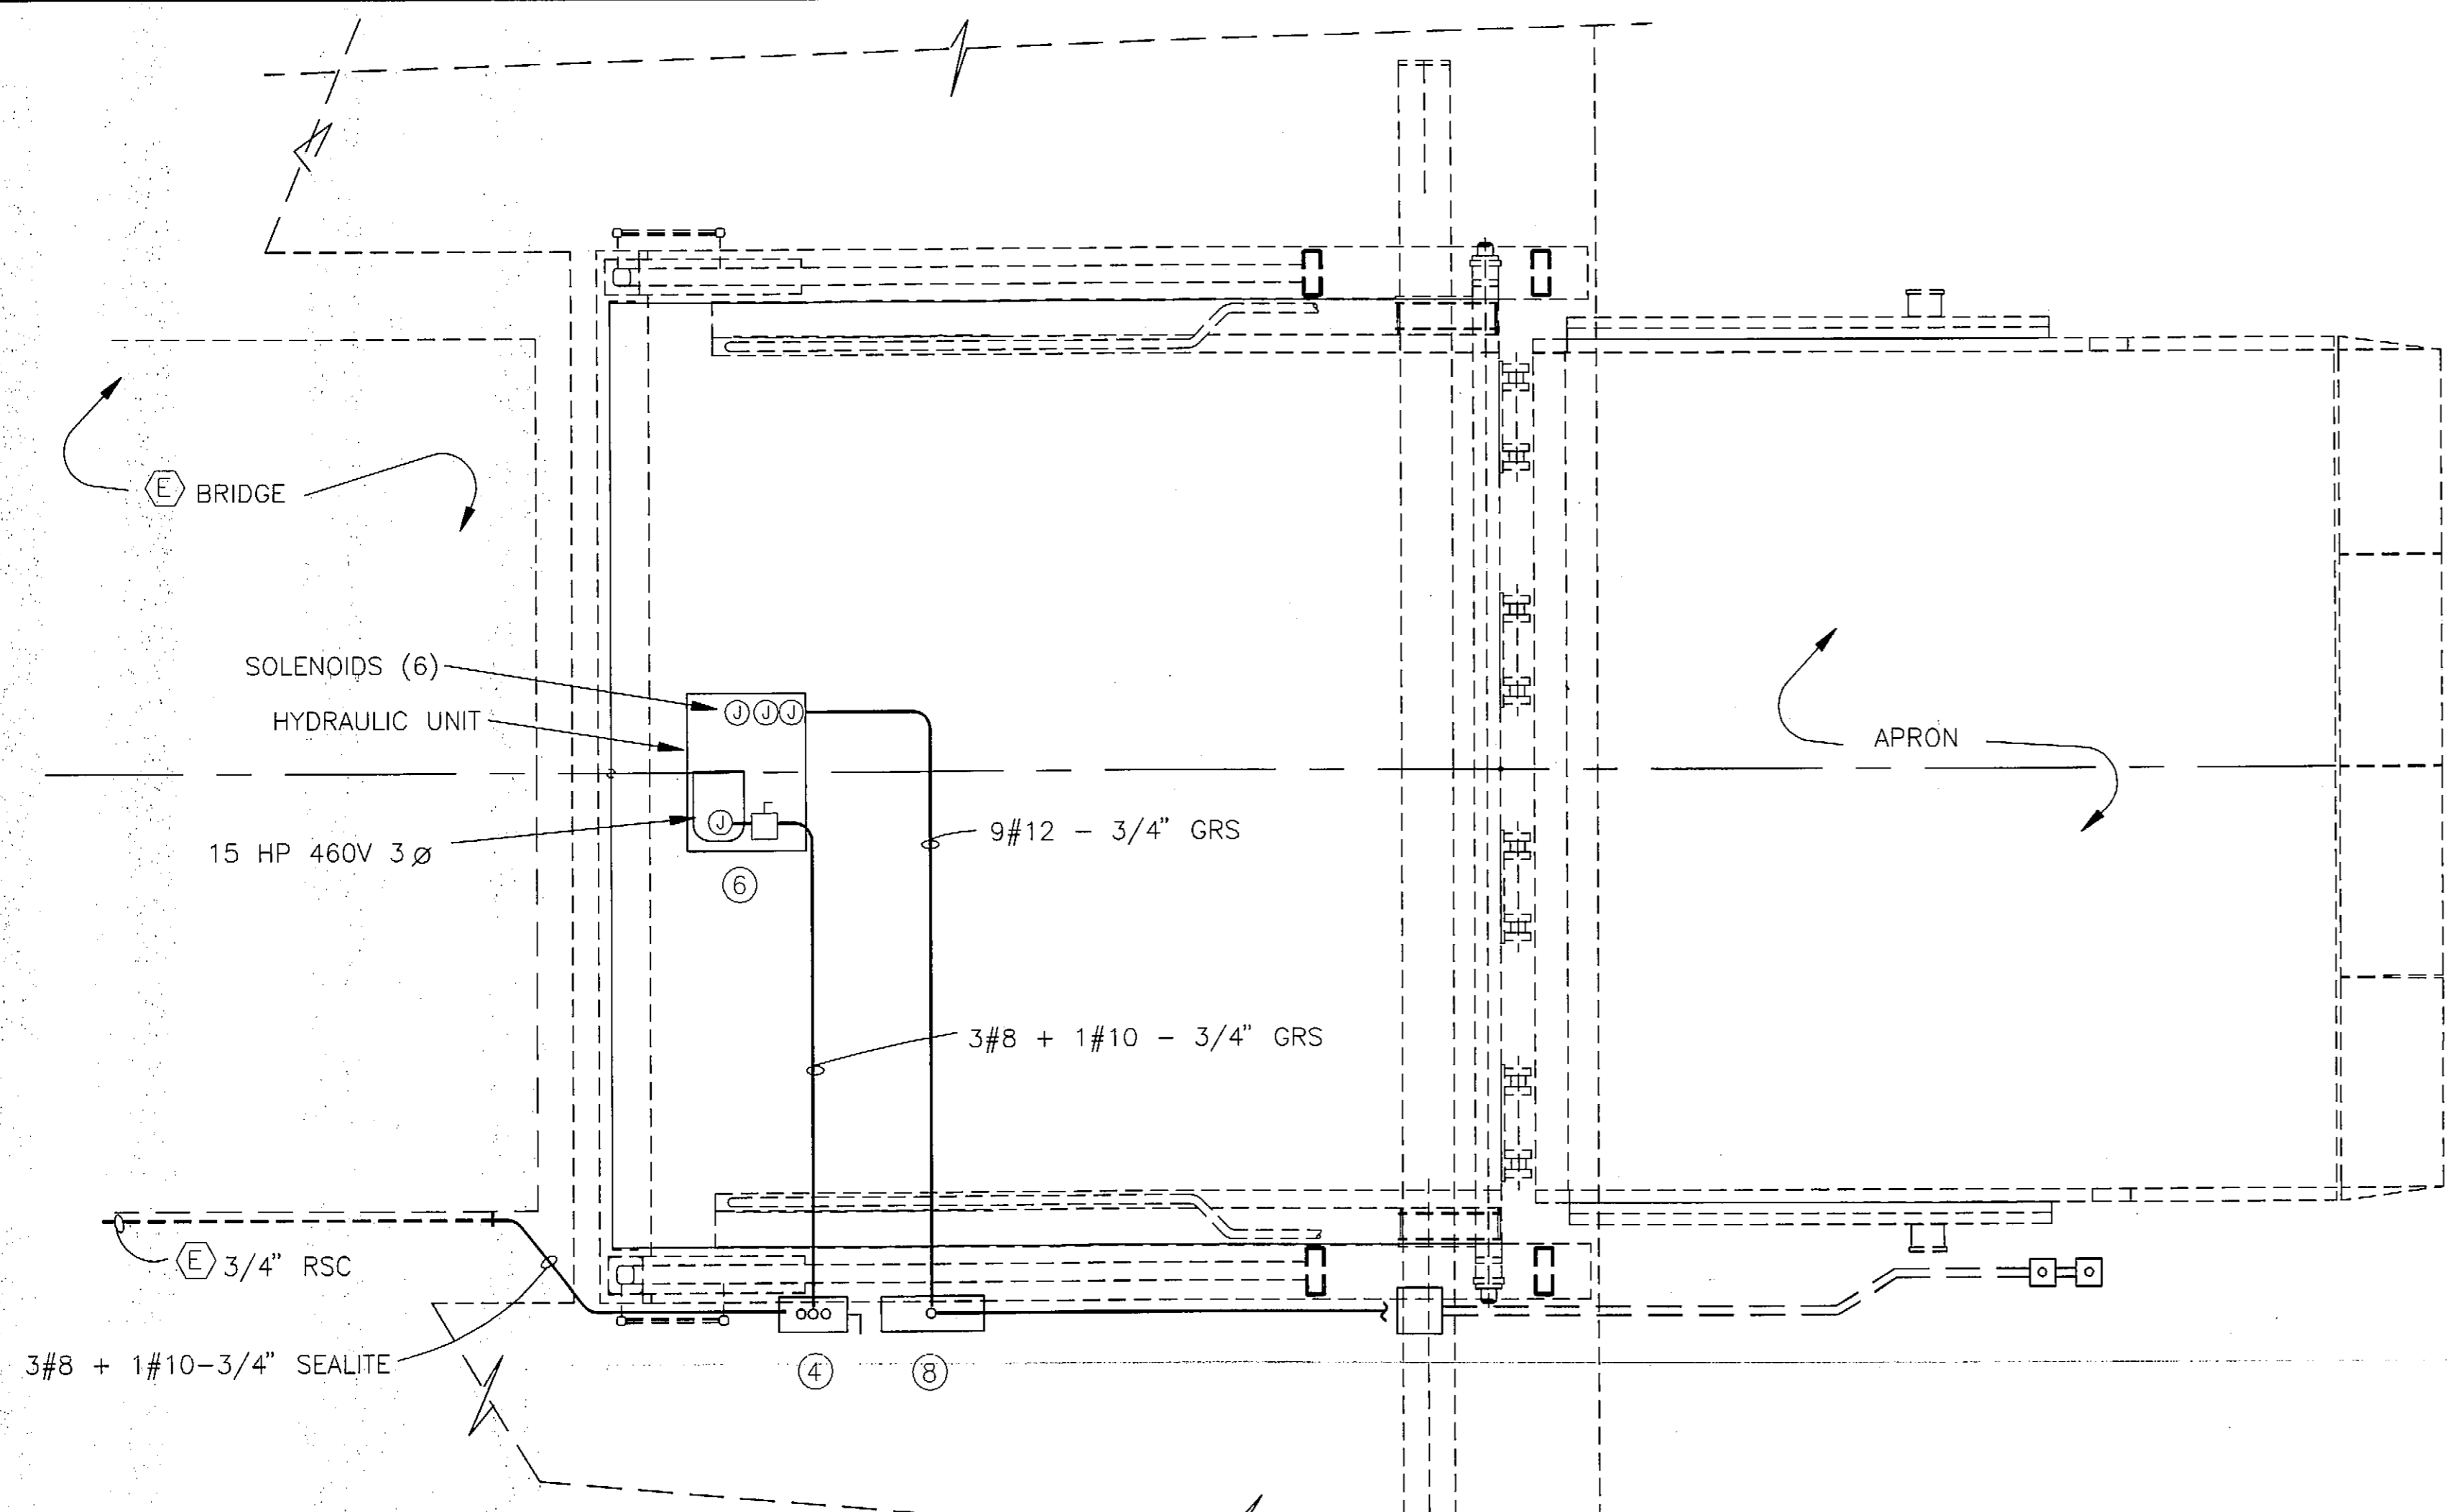 E BRIDGE
SOLENOIDS (6)
J J J
HYDRAULIC UNIT
APRON
J
15 HP 460V 3Ø
9#12 - 3/4" GRS
6
3#8 + 1#10 - 3/4" GRS
E 3/4" RSC
3#8 + 1#10-3/4" SEALITE
4
8